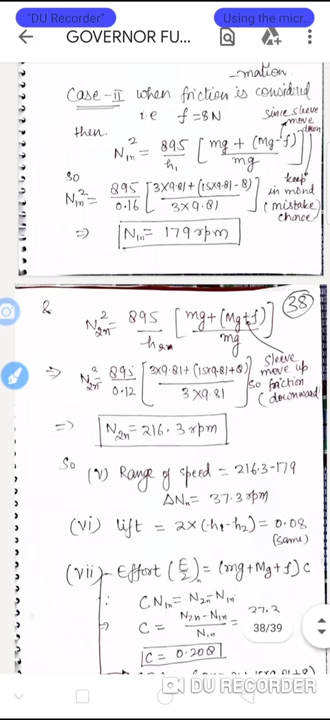 "DU Recorder"
Using the micr..
GOVERNOR FU...
-mation.
Case-II when friction is considered
i.e f = 8N
since sleeve
move
down
then.
N₁ₙ² = 895/h₁ [mg + (Mg-f)/mg]
so
N₁ₙ² = 895/0.16 [3×9.81 + (15×9.81-8)/3×9.81]
keep
in mind
(mistake)
chance
⇒ N₁ₙ = 179 rpm
38
& N₂ₙ² = 895/h₂ₙ [mg + (Mg+f)/mg]
⇒ N₂ₙ² = 895/0.12 [3×9.81 + (15×9.81+8)/3×9.81]
sleeve
move up
so friction
(downward)
⇒ N₂ₙ = 216.3 rpm
So (v) Range of speed = 216.3-179
ΔNₙ = 37.3 rpm
(vi) lift = 2×(h₁-h₂) = 0.08
(same)
(vii) Effort (E/2)ₙ = (mg+Mg+f) C
∵ CN₁ₙ = N₂ₙ - N₁ₙ
⇒ C = N₂ₙ-N₁ₙ/N₁ₙ = 37.3
38/39
C = 0.208
DU RECORDER